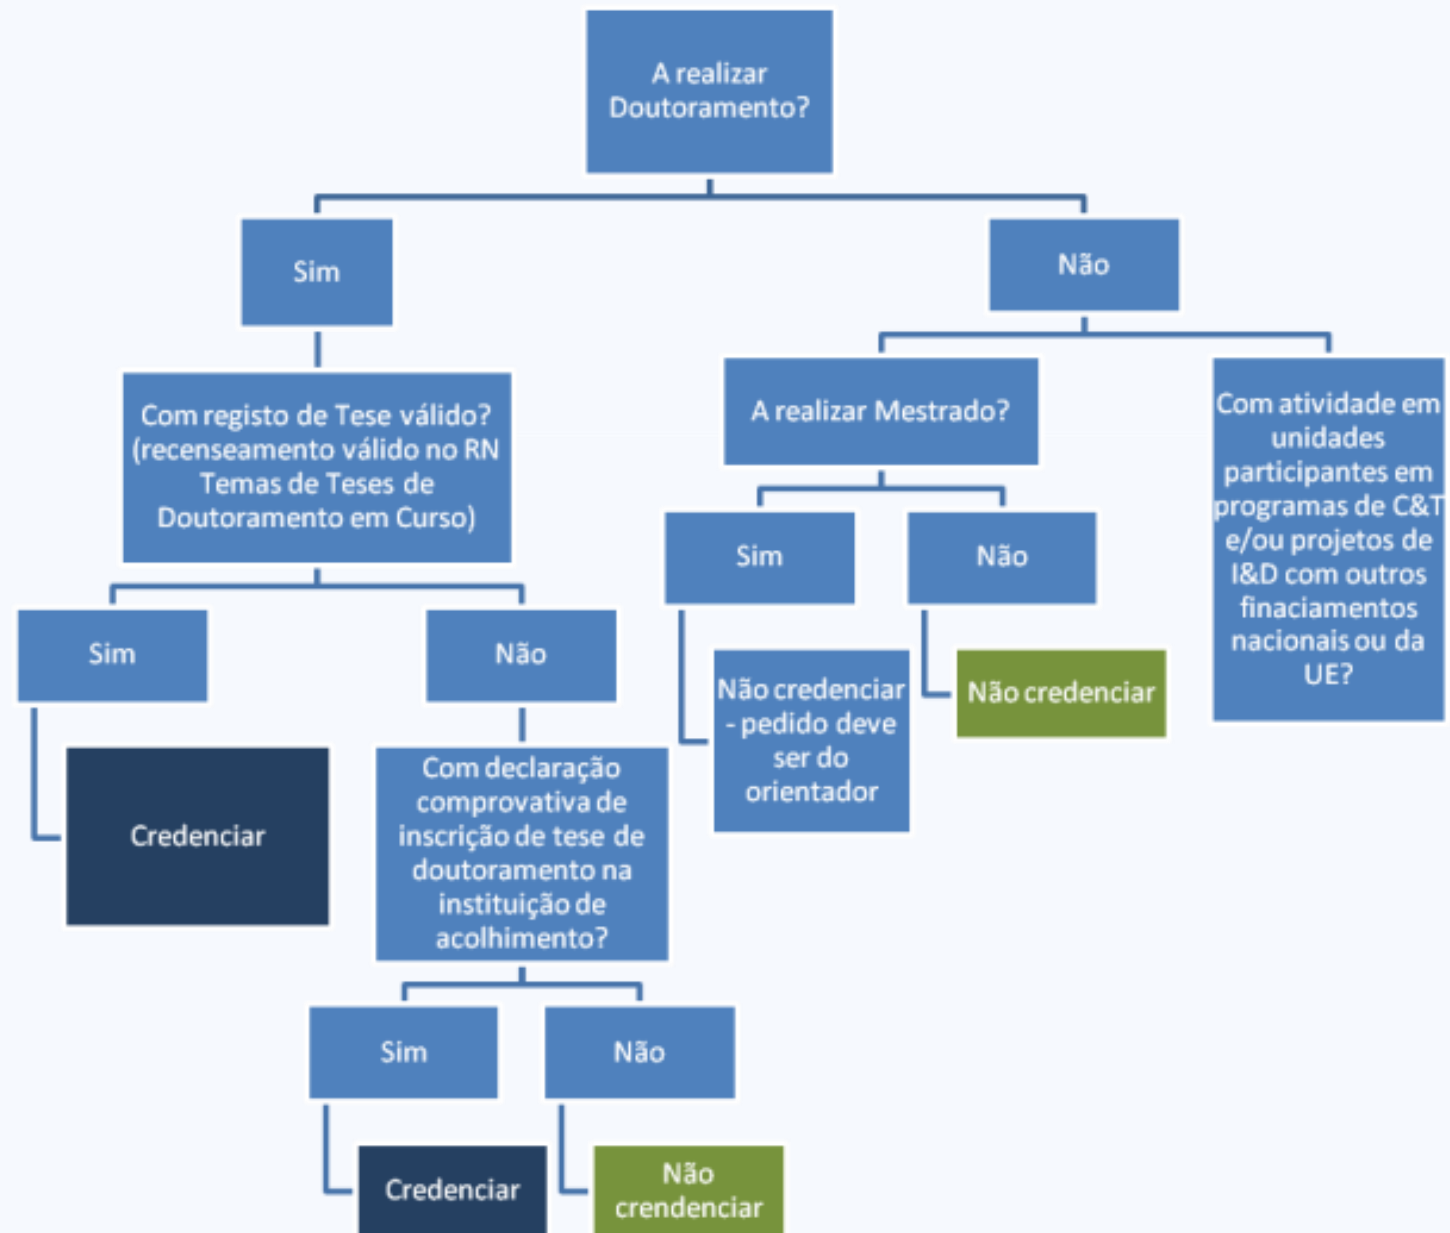 A realizar
Doutoramento?
Sim
Não
Com registo de Tese válido?
(recenseamento válido no RN
Temas de Teses de
Doutoramento em Curso)
A realizar Mestrado?
Com atividade em
unidades
participantes em
programas de C&T
e/ou projetos de
I&D com outros
finaciamentos
nacionais ou da
UE?
Sim
Não
Sim
Não
Não credenciar
- pedido deve
ser do
orientador
Não credenciar
Credenciar
Com declaração
comprovativa de
inscrição de tese de
doutoramento na
instituição de
acolhimento?
Sim
Não
Credenciar
Não
crendenciar